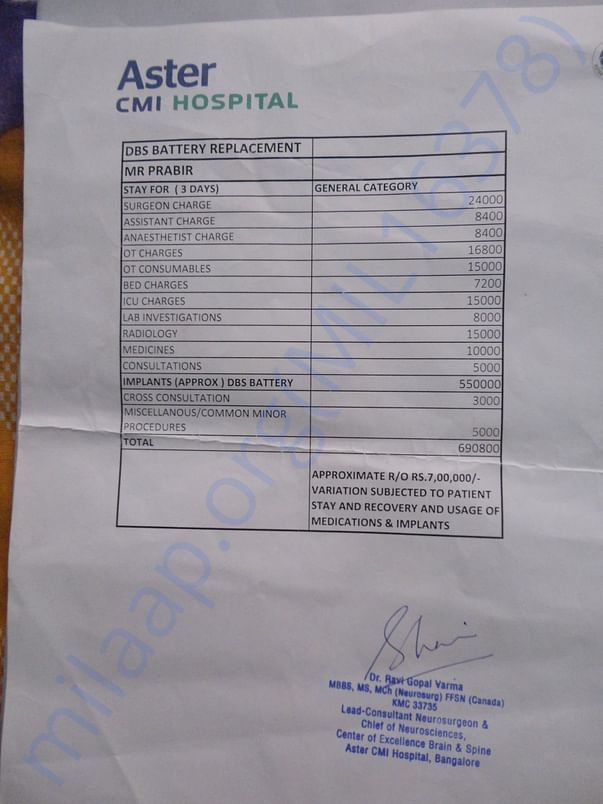 Aster
CMI HOSPITAL
DBS BATTERY REPLACEMENT
MR PRABIR
STAY FOR ( 3 DAYS) GENERAL CATEGORY
SURGEON CHARGE 24000
ASSISTANT CHARGE 8400
ANAESTHETIST CHARGE 8400
OT CHARGES 16800
OT CONSUMABLES 15000
BED CHARGES 7200
ICU CHARGES 15000
LAB INVESTIGATIONS 8000
RADIOLOGY 15000
MEDICINES 10000
CONSULTATIONS 5000
IMPLANTS (APPROX ) DBS BATTERY 550000
CROSS CONSULTATION 3000
MISCELLANOUS/COMMON MINOR
PROCEDURES 5000
TOTAL 690800
APPROXIMATE R/O RS.7,00,000/-
VARIATION SUBJECTED TO PATIENT
STAY AND RECOVERY AND USAGE OF
MEDICATIONS & IMPLANTS
Dr. Ravi Gopal Varma
MBBS, MS, MCh (Neurosurg) FFSN (Canada)
KMC 33735
Lead-Consultant Neurosurgeon &
Chief of Neurosciences,
Center of Excellence Brain & Spine
Aster CMI Hospital, Bangalore
milaap.org(MIL16378)